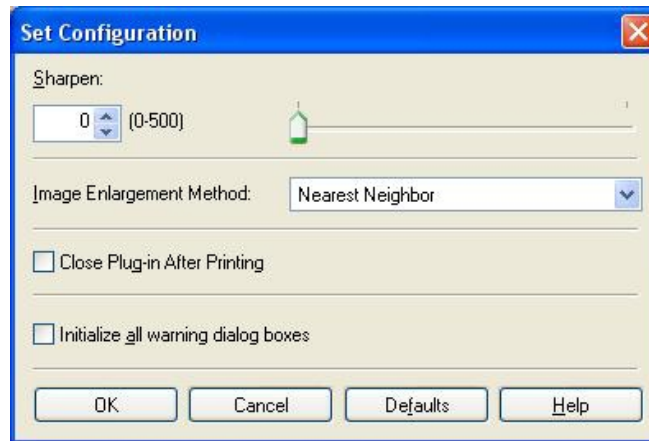 Set Configuration
Sharpen:
0 (0-500)
Image Enlargement Method: Nearest Neighbor
Close Plug-in After Printing
Initialize all warning dialog boxes
OK Cancel Defaults Help